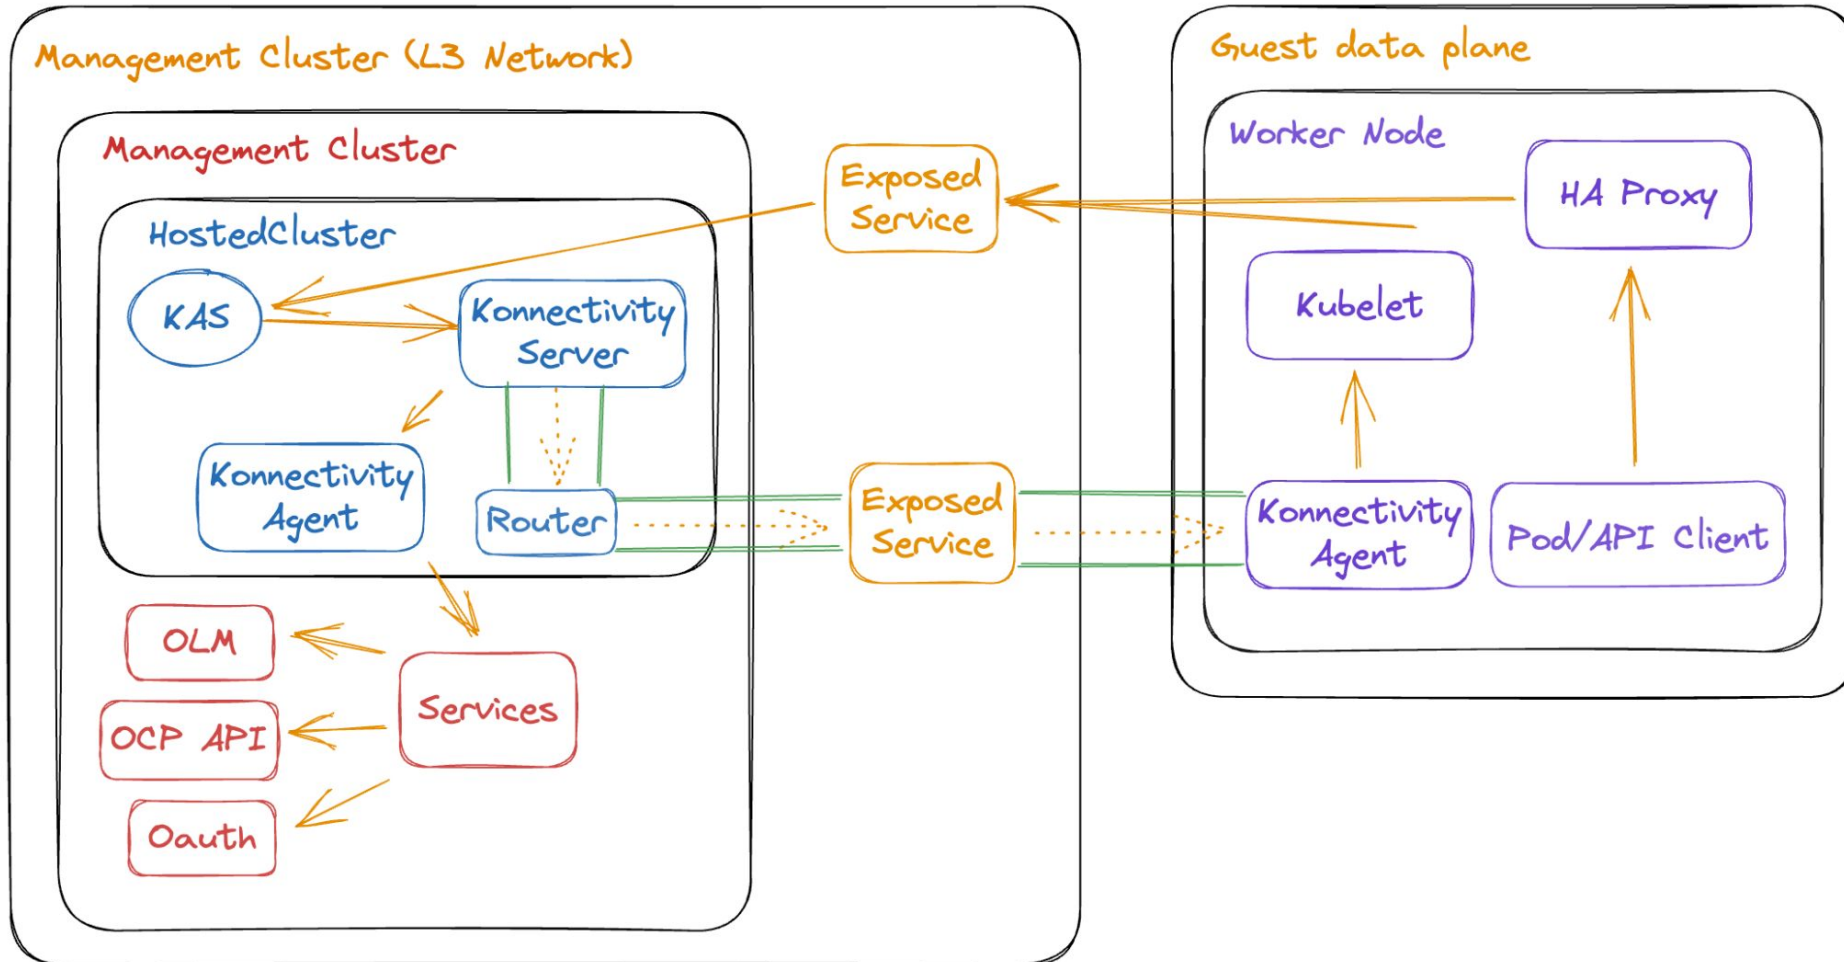 Management Cluster (L3 Network)
Guest data plane
Management Cluster
Worker Node
HostedCluster
Exposed
Service
HA Proxy
KAS
Konnectivity
Server
Kubelet
Konnectivity
Agent
Router
Exposed
Service
Konnectivity
Agent
Pod/API Client
OLM
Services
OCP API
Oauth